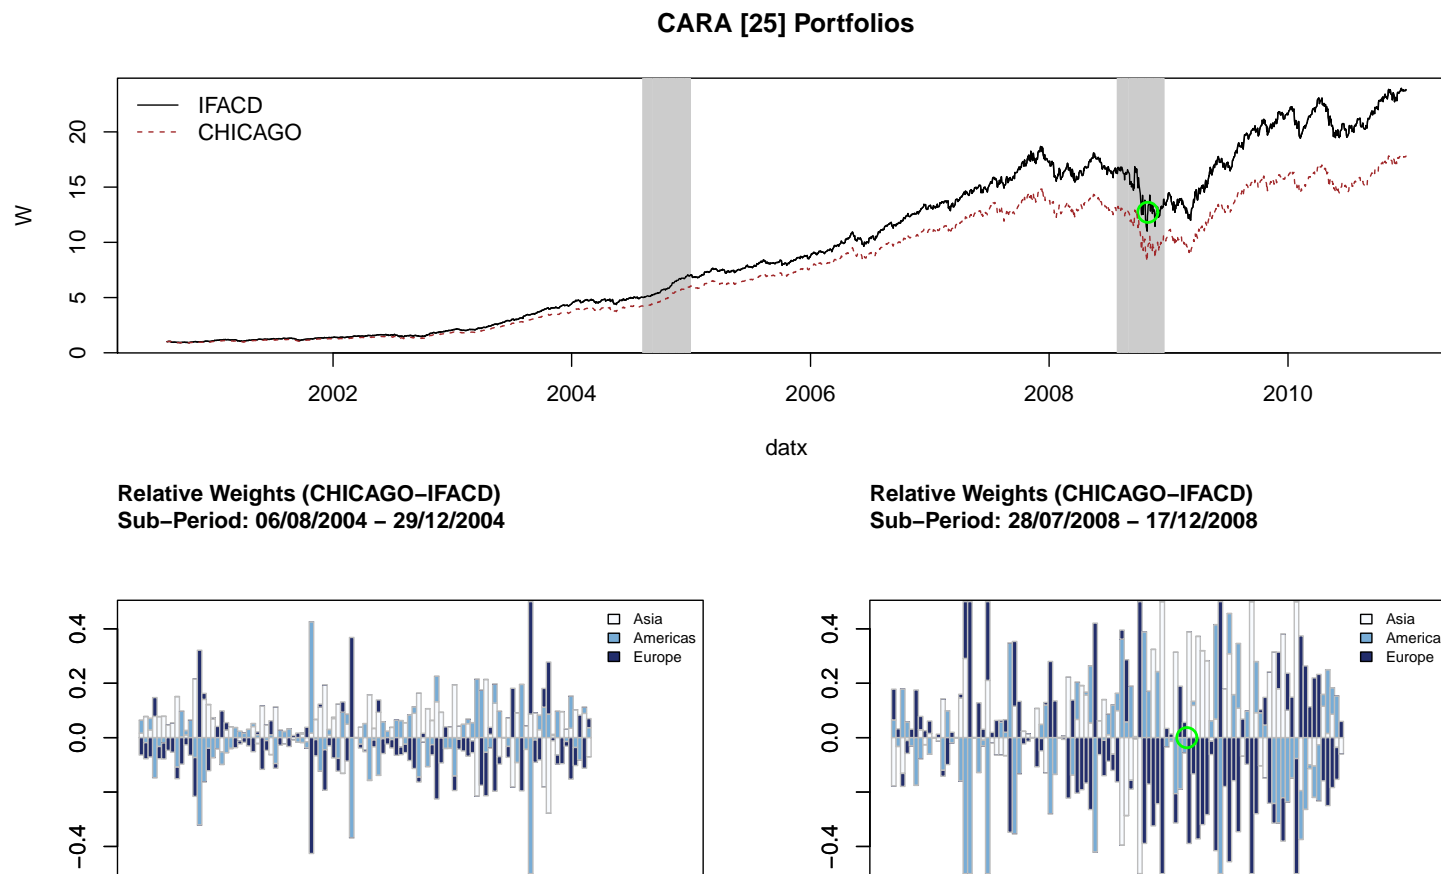 CARA [25] Portfolios
IFACD
CHICAGO
W
20
15
10
5
0
2002
2004
2006
2008
2010
datx
Relative Weights (CHICAGO−IFACD)
Sub−Period: 06/08/2004 − 29/12/2004
0.4
0.2
0.0
−0.4
Asia
Americas
Europe
Relative Weights (CHICAGO−IFACD)
Sub−Period: 28/07/2008 − 17/12/2008
0.4
0.2
0.0
−0.4
Asia
America
Europe